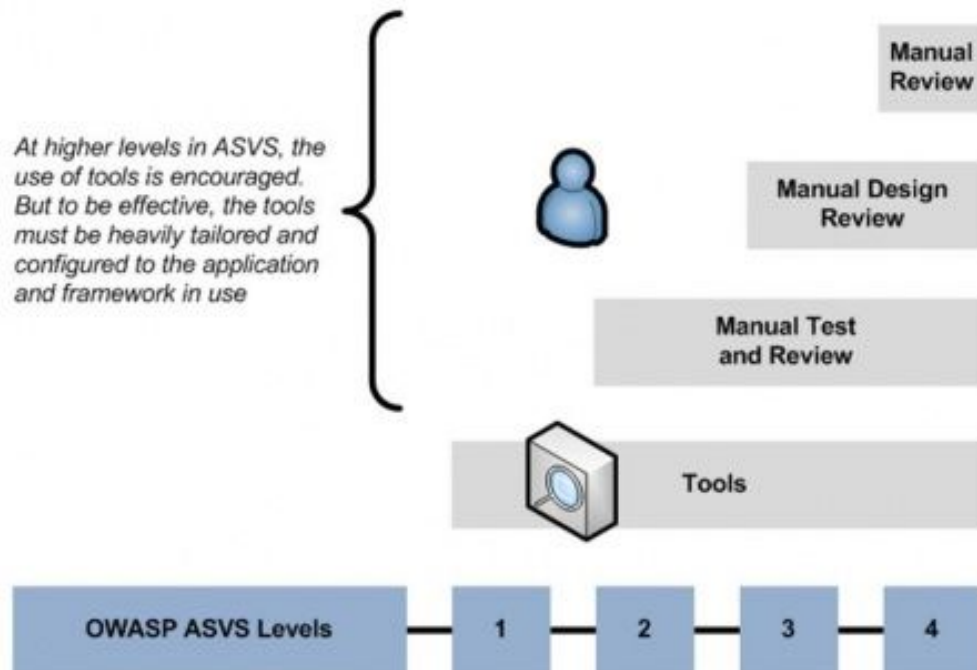 Manual
Review
At higher levels in ASVS, the
use of tools is encouraged.
But to be effective, the tools
must be heavily tailored and
configured to the application
and framework in use
Manual Design
Review
Manual Test
and Review
Tools
OWASP ASVS Levels
1
2
3
4